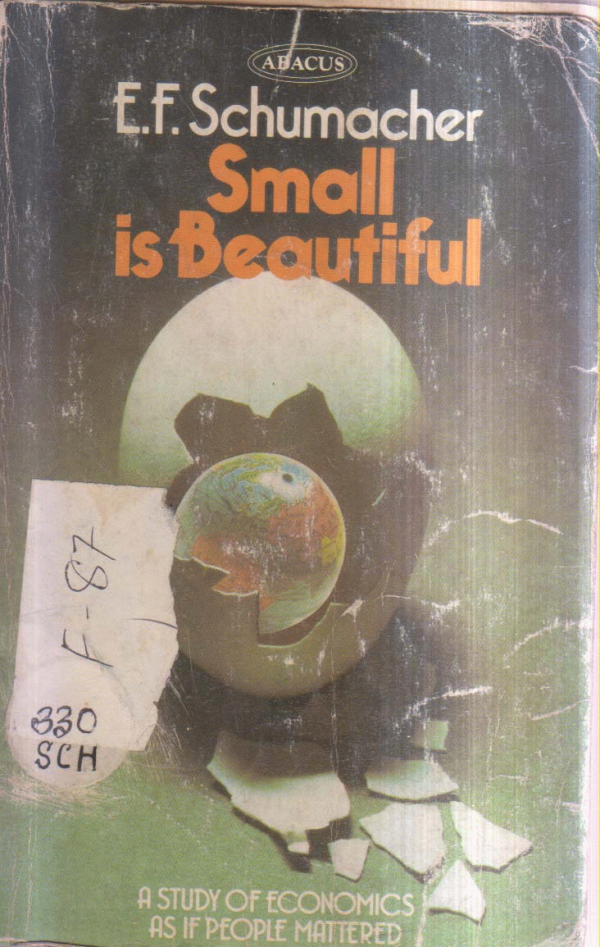 ABACUS
E.F. Schumacher
Small
is Beautiful
F-87
330
SCH
A STUDY OF ECONOMICS
AS IF PEOPLE MATTERED